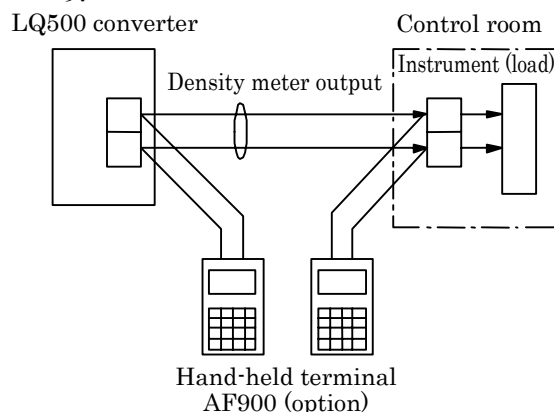 LQ500 converter
Control room
Instrument (load)
Density meter output
Hand-held terminal
AF900 (option)